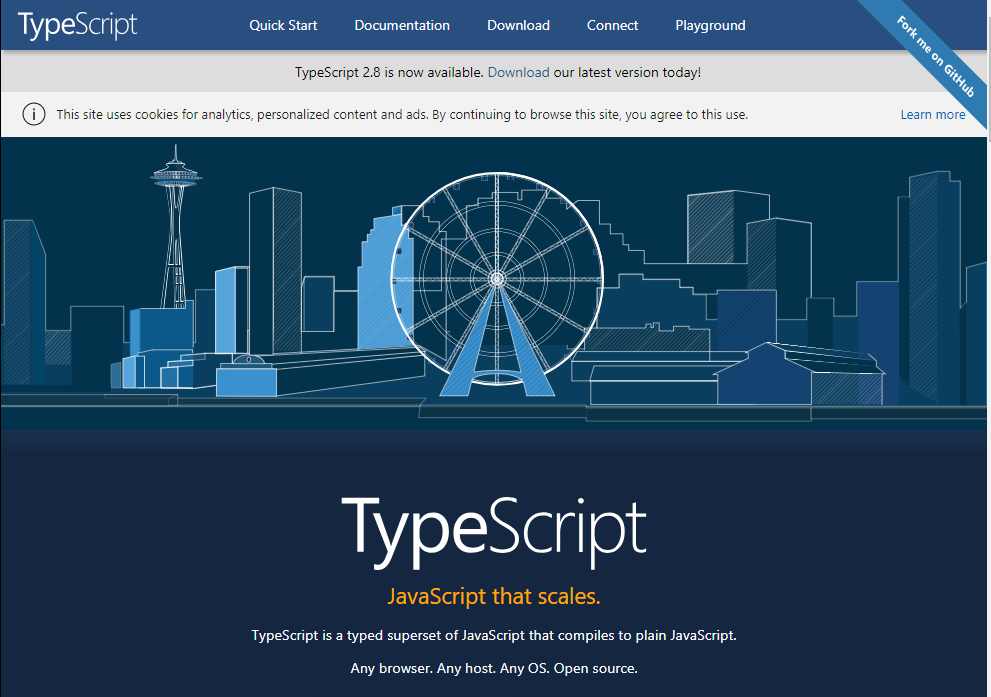 TypeScript
Quick Start Documentation Download Connect Playground
Fork me on GitHub
TypeScript 2.8 is now available. Download our latest version today!
This site uses cookies for analytics, personalized content and ads. By continuing to browse this site, you agree to this use.
Learn more
TypeScript
JavaScript that scales.
TypeScript is a typed superset of JavaScript that compiles to plain JavaScript.
Any browser. Any host. Any OS. Open source.